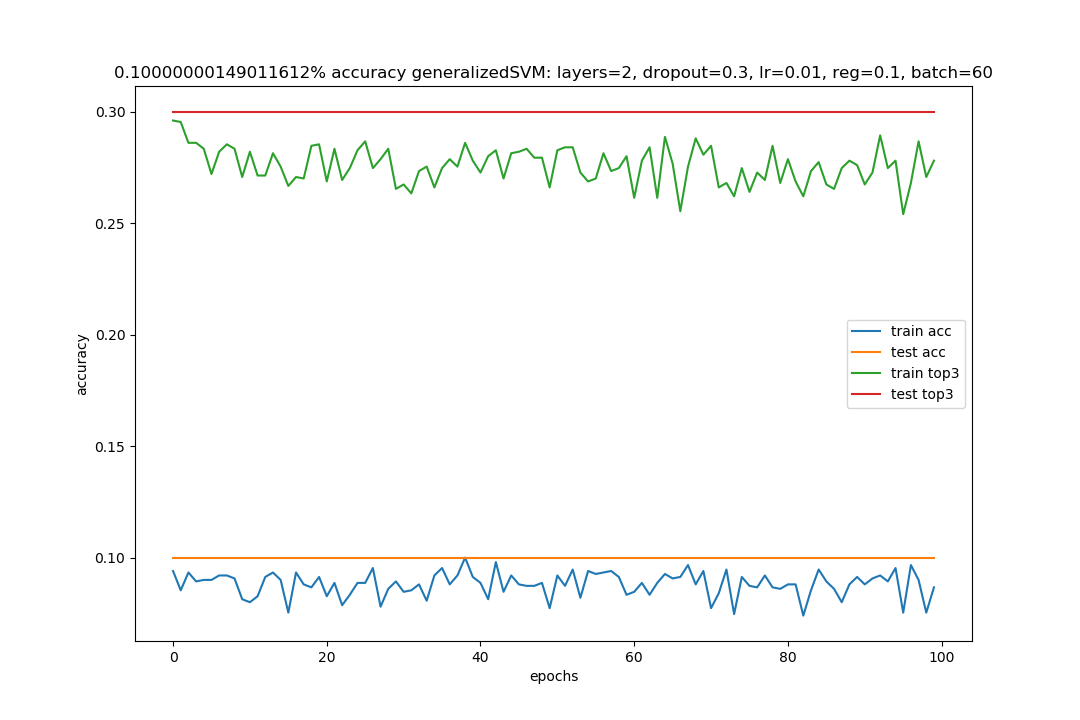 0.10000000149011612% accuracy generalizedSVM: layers=2, dropout=0.3, lr=0.01, reg=0.1, batch=60
0.30
0.25
0.20
0.15
0.10
accuracy
train acc
test acc
train top3
test top3
0
20
40
60
80
100
epochs